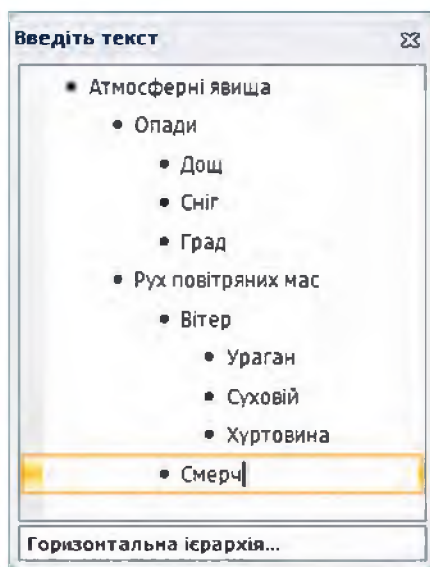 Введіть текст
• Атмосферні явища
• Опади
• Дощ
• Сніг
• Град
• Рух повітряних мас
• Вітер
• Ураган
• Суховій
• Хуртовина
• Смерч
Горизонтальна ієрархія...